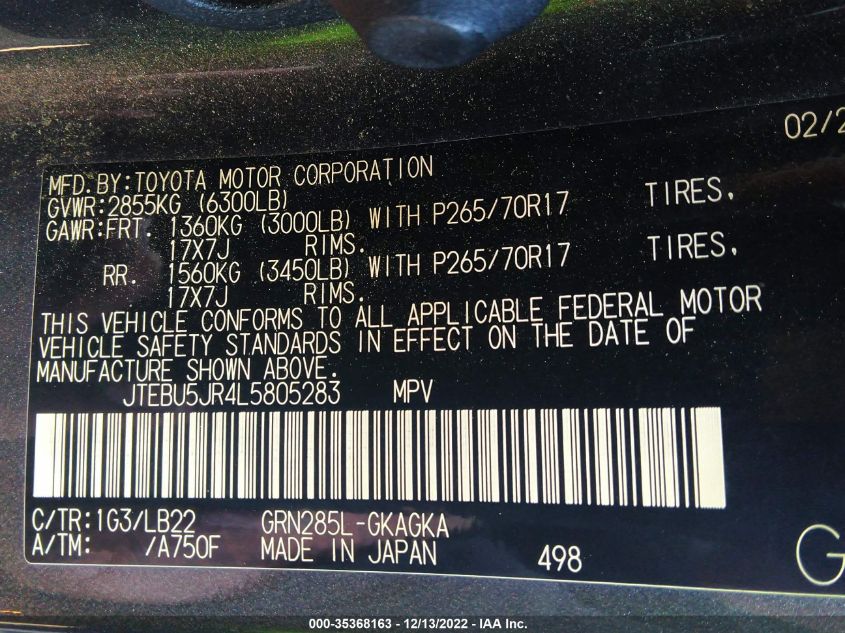 02/2
MFD.BY:TOYOTA MOTOR CORPORATION
GVWR:2855KG (6300LB)
GAWR:FRT. 1360KG (3000LB) WITH P265/70R17 TIRES,
17X7J RIMS.
RR. 1560KG (3450LB) WITH P265/70R17 TIRES,
17X7J RIMS.
THIS VEHICLE CONFORMS TO ALL APPLICABLE FEDERAL MOTOR
VEHICLE SAFETY STANDARDS IN EFFECT ON THE DATE OF
MANUFACTURE SHOWN ABOVE.
JTEBU5JR4L5805283 MPV
C/TR:1G3/LB22 GRN285L-GKAGKA
A/TM: /A750F MADE IN JAPAN 498
G
000-35368163 - 12/13/2022 - IAA Inc.